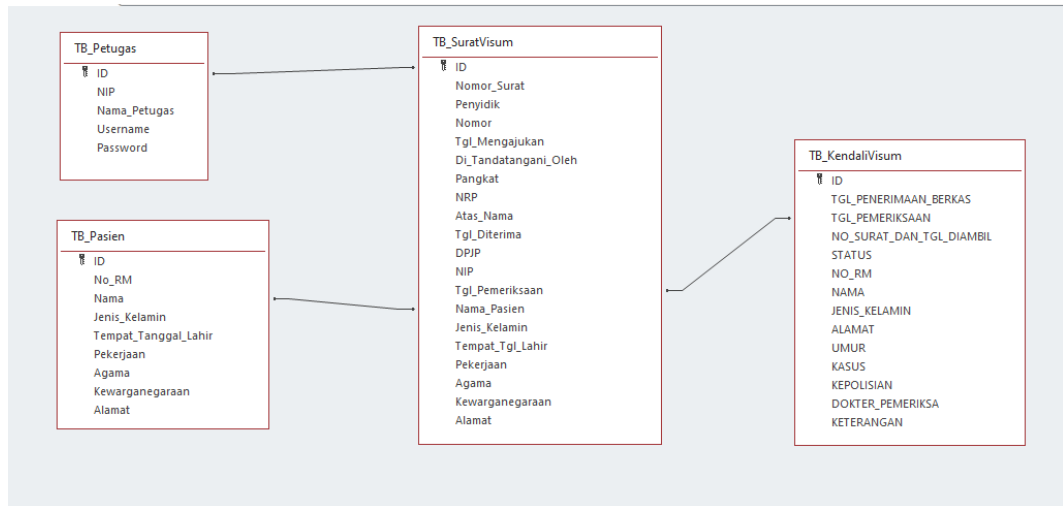 TB_Petugas
ID
NIP
Nama_Petugas
Username
Password
TB_Pasien
ID
No_RM
Nama
Jenis_Kelamin
Tempat_Tanggal_Lahir
Pekerjaan
Agama
Kewarganegaraan
Alamat
TB_SuratVisum
ID
Nomor_Surat
Penyidik
Nomor
Tgl_Mengajukan
Di_Tandatangani_Oleh
Pangkat
NRP
Atas_Nama
Tgl_Diterima
DPJP
NIP
Tgl_Pemeriksaan
Nama_Pasien
Jenis_Kelamin
Tempat_Tgl_Lahir
Pekerjaan
Agama
Kewarganegaraan
Alamat
TB_KendaliVisum
ID
TGL_PENERIMAAN_BERKAS
TGL_PEMERIKSAAN
NO_SURAT_DAN_TGL_DIAMBIL
STATUS
NO_RM
NAMA
JENIS_KELAMIN
ALAMAT
UMUR
KASUS
KEPOLISIAN
DOKTER_PEMERIKSA
KETERANGAN